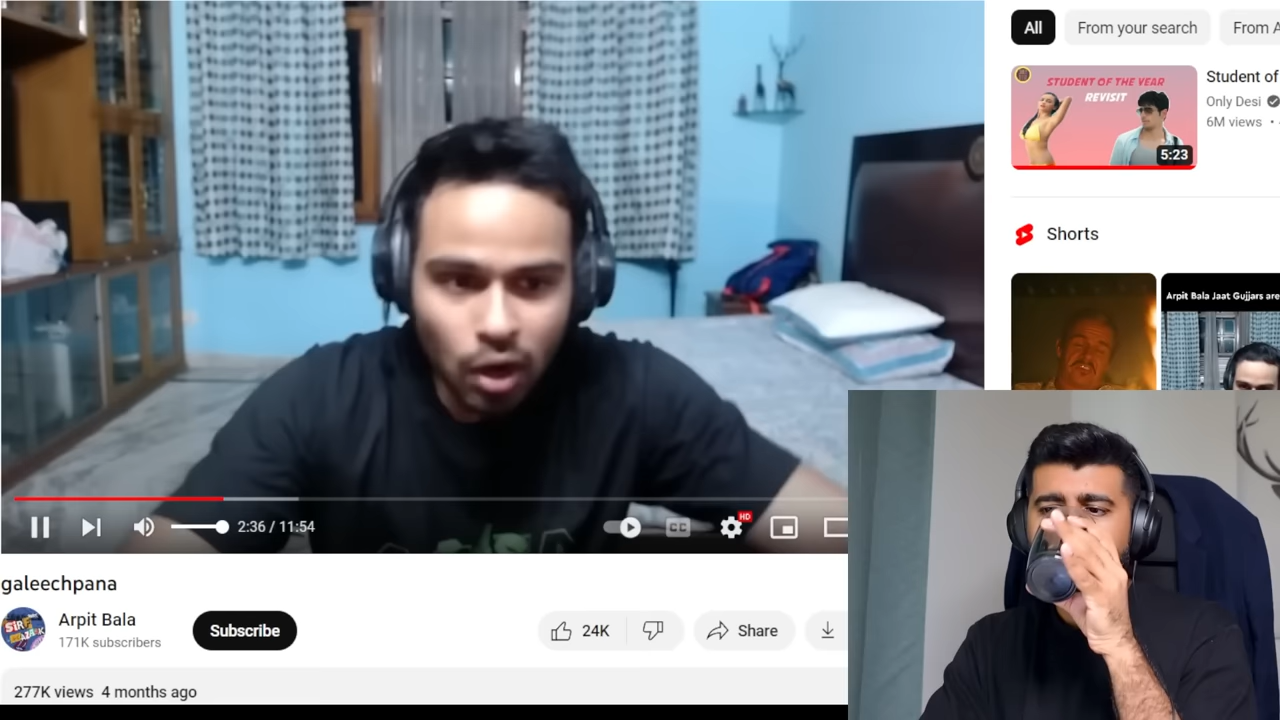 All
From your search
From A
STUDENT OF THE YEAR
REVISIT
5:23
Student of
Only Desi
6M views •
Shorts
Arpit Bala Jaat Gujjars are
2:36 / 11:54
CC
HD
galeechpana
SIRF
Arpit Bala
171K subscribers
Subscribe
24K
Share
277K views 4 months ago